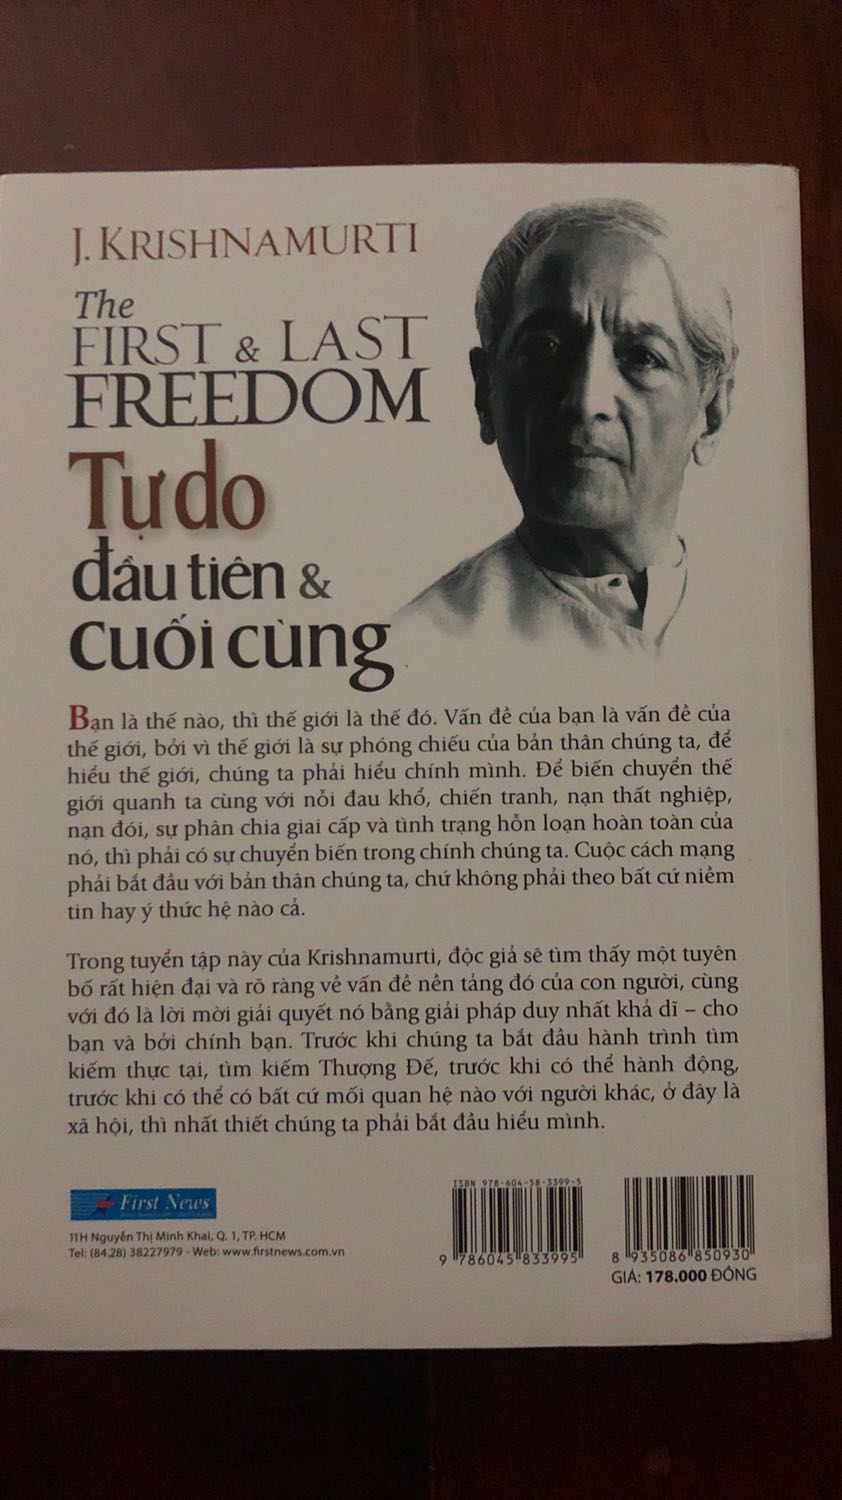 J. KRISHNAMURTI
The
FIRST & LAST
FREEDOM
Tự do
đầu tiên &
cuối cùng
Bạn là thế nào, thì thế giới là thế đó. Vấn đề của bạn là vấn đề của
thế giới, bởi vì thế giới là sự phóng chiếu của bản thân chúng ta, để
hiểu thế giới, chúng ta phải hiểu chính mình. Để biến chuyển thế
giới quanh ta cùng với nỗi đau khổ, chiến tranh, nạn thất nghiệp,
nạn đói, sự phân chia giai cấp và tình trạng hỗn loạn hoàn toàn của
nó, thì phải có sự chuyển biến trong chính chúng ta. Cuộc cách mạng
phải bắt đầu với bản thân chúng ta, chứ không phải theo bất cứ niềm
tin hay ý thức hệ nào cả.
Trong tuyển tập này của Krishnamurti, độc giả sẽ tìm thấy một tuyên
bố rất hiện đại và rõ ràng về vấn đề nền tảng đó của con người, cùng
với đó là lời mời giải quyết nó bằng giải pháp duy nhất khả dĩ – cho
bạn và bởi chính bạn. Trước khi chúng ta bắt đầu hành trình tìm
kiếm thực tại, tìm kiếm Thượng Đế, trước khi có thể hành động,
trước khi có thể có bất cứ mối quan hệ nào với người khác, ở đây là
xã hội, thì nhất thiết chúng ta phải bắt đầu hiểu mình.
First News
11H Nguyễn Thị Minh Khai, Q. 1, TP. HCM
Tel: (84.28) 38227979 - Web: www.firstnews.com.vn
ISBN 978-604-58-3399-5
9 786045 833995
8 935086 850930
GIÁ: 178.000 ĐỒNG